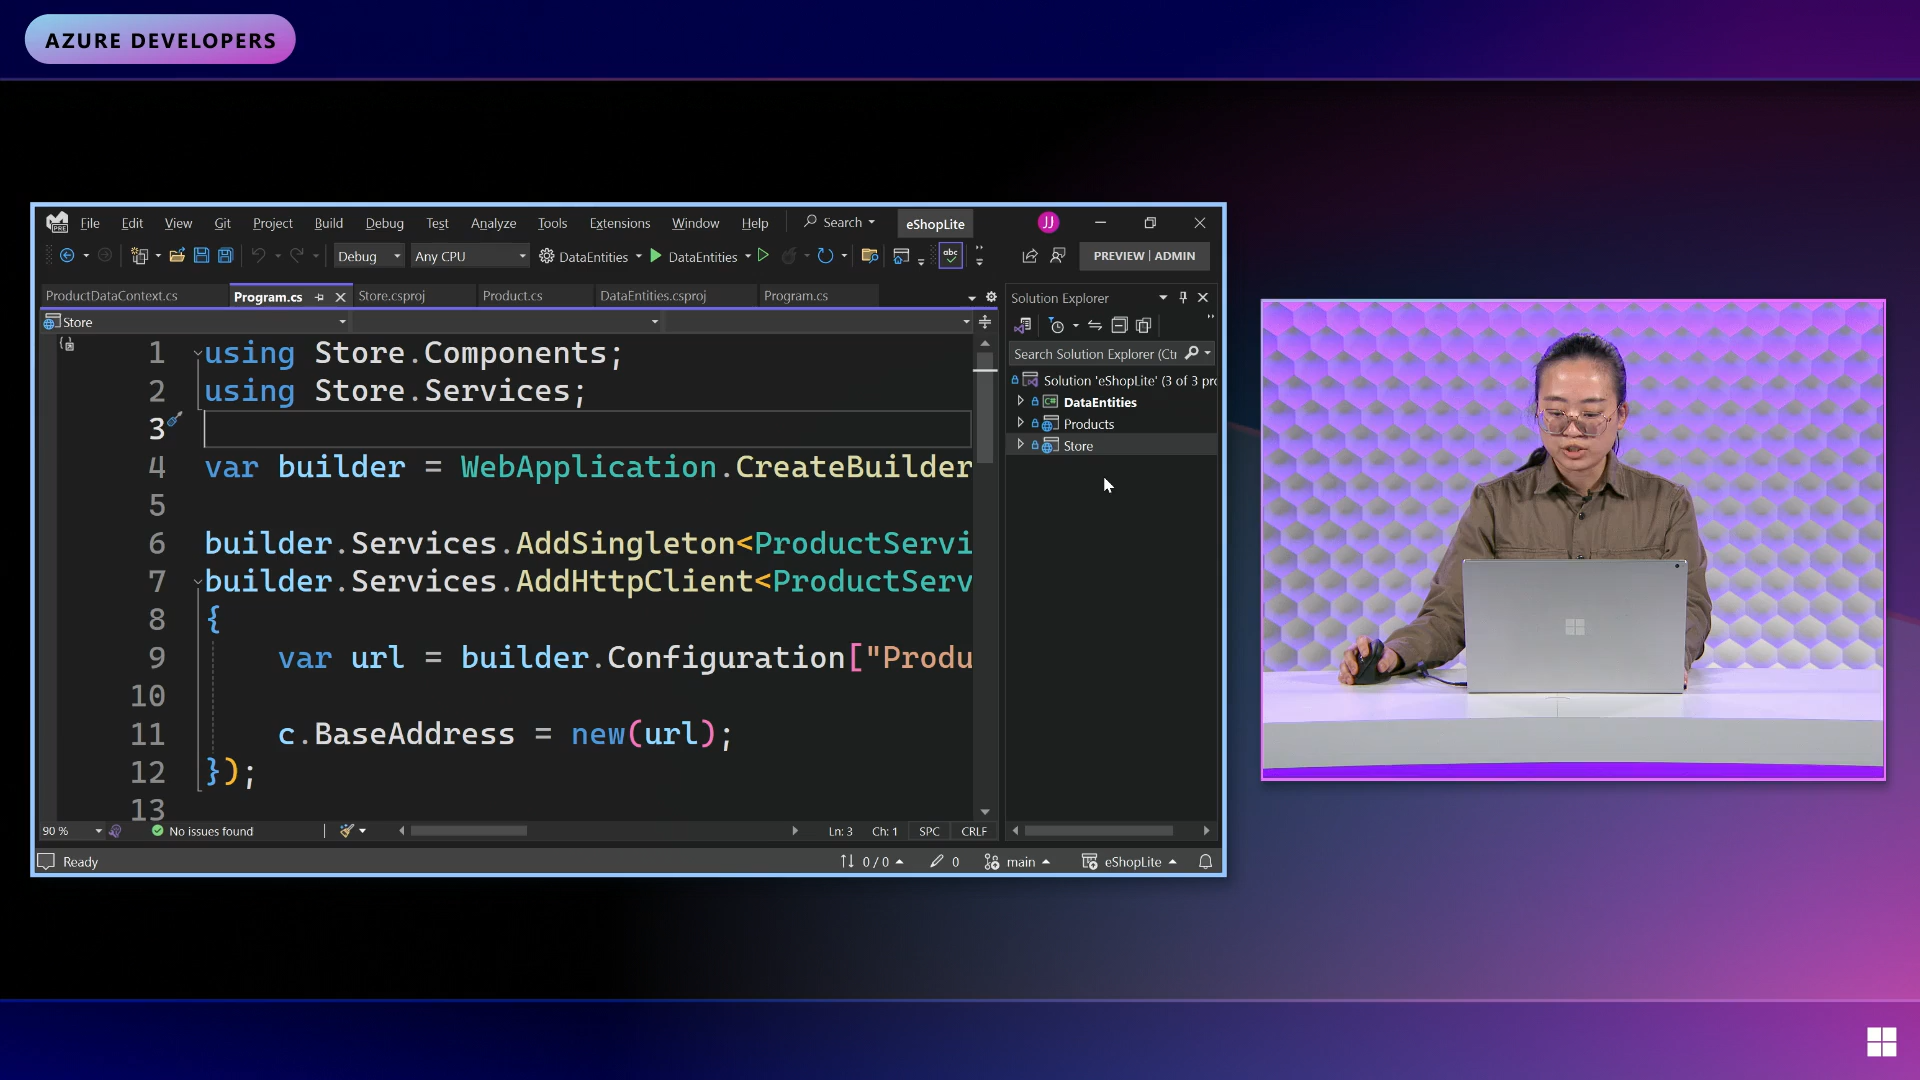 AZURE DEVELOPERS
PRE File Edit View Git Project Build Debug Test Analyze Tools Extensions Window Help Search eShopLite JJ
Debug Any CPU DataEntities DataEntities abc PREVIEW | ADMIN
ProductDataContext.cs Program.cs Store.csproj Product.cs DataEntities.csproj Program.cs
Store
1 using Store.Components;
2 using Store.Services;
3
4 var builder = WebApplication.CreateBuilder
5
6 builder.Services.AddSingleton<ProductServi
7 builder.Services.AddHttpClient<ProductServ
8 {
9 var url = builder.Configuration["Produ
10
11 c.BaseAddress = new(url);
12 });
13
90 % No issues found Ln: 3 Ch: 1 SPC CRLF
Solution Explorer
Search Solution Explorer (Ctr
Solution 'eShopLite' (3 of 3 pro
C# DataEntities
Products
Store
Ready 0 / 0 0 main eShopLite